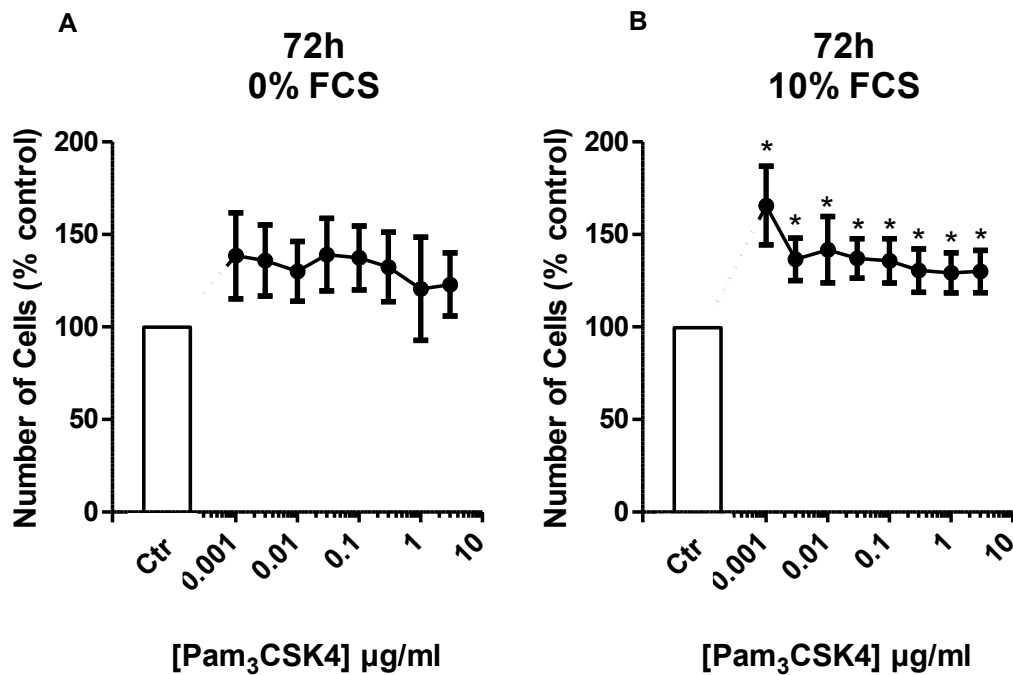 A
72h
0% FCS
Number of Cells (% control)
200
150
100
50
0
Ctr
0.001
0.01
0.1
1
10
[Pam₃CSK4] µg/ml
B
72h
10% FCS
Number of Cells (% control)
200
150
100
50
0
* * * * * * * *
Ctr
0.001
0.01
0.1
1
10
[Pam₃CSK4] µg/ml